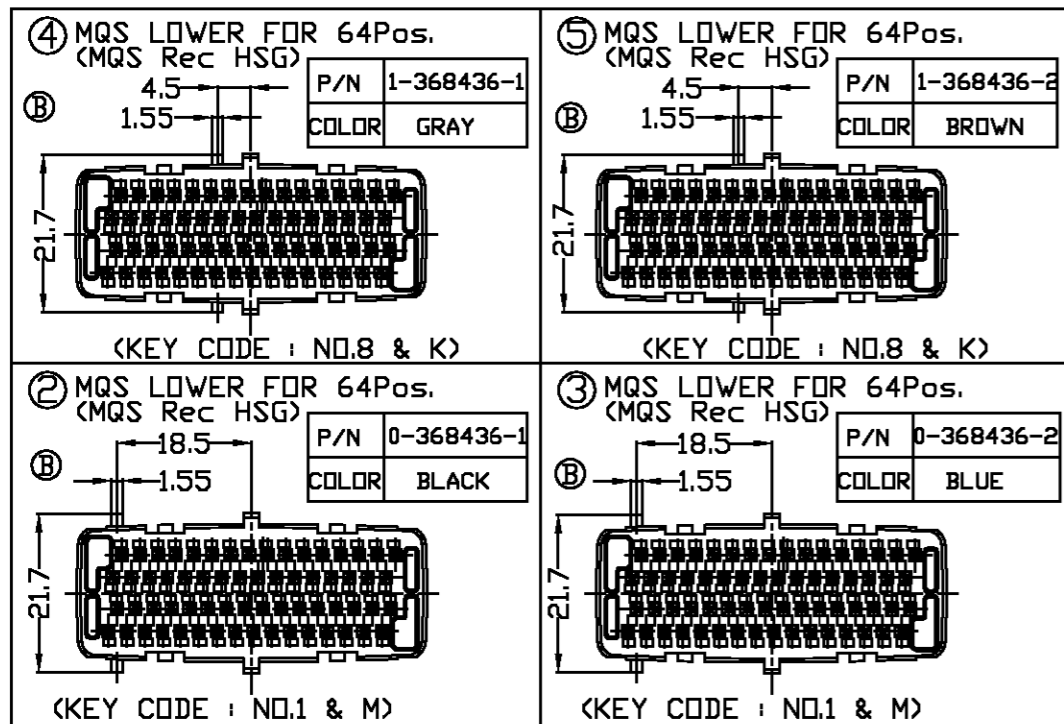 ④ MQS LOWER FOR 64Pos.
(MQS Rec HSG)
P/N 1-368436-1
COLOR GRAY
Ⓑ
4.5
1.55
21.7
(KEY CODE : NO.8 & K)
⑤ MQS LOWER FOR 64Pos.
(MQS Rec HSG)
P/N 1-368436-2
COLOR BROWN
Ⓑ
4.5
1.55
21.7
(KEY CODE : NO.8 & K)
② MQS LOWER FOR 64Pos.
(MQS Rec HSG)
P/N 0-368436-1
COLOR BLACK
Ⓑ
18.5
1.55
21.7
(KEY CODE : NO.1 & M)
③ MQS LOWER FOR 64Pos.
(MQS Rec HSG)
P/N 0-368436-2
COLOR BLUE
Ⓑ
18.5
1.55
21.7
(KEY CODE : NO.1 & M)